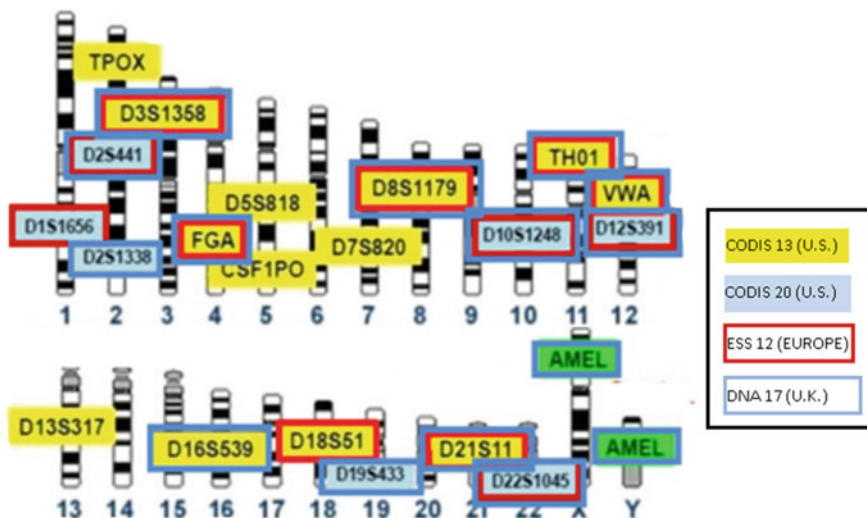 TPOX
D3S1358
D2S441
TH01
D8S1179
VWA
D5S818
D1S1656
FGA
D7S820
D10S1248
D12S391
D2S1338
CSF1PO
1 2 3 4 5 6 7 8 9 10 11 12
CODIS 13 (U.S.)
CODIS 20 (U.S.)
ESS 12 (EUROPE)
DNA 17 (U.K.)
AMEL
D13S317
D16S539
D18S51
D21S11
AMEL
D19S433
D22S1045
13 14 15 16 17 18 19 20 21 22 X Y